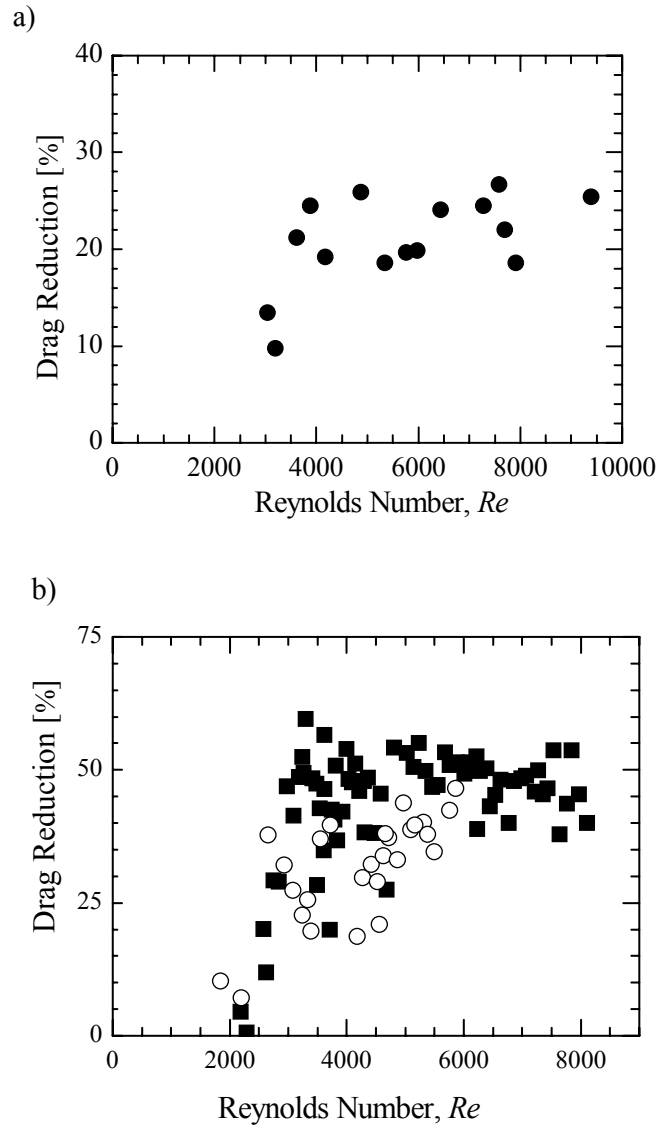 a)
40
30
20
10
0
Drag Reduction [%]
0 2000 4000 6000 8000 10000
Reynolds Number, Re
b)
75
50
25
0
Drag Reduction [%]
0 2000 4000 6000 8000
Reynolds Number, Re